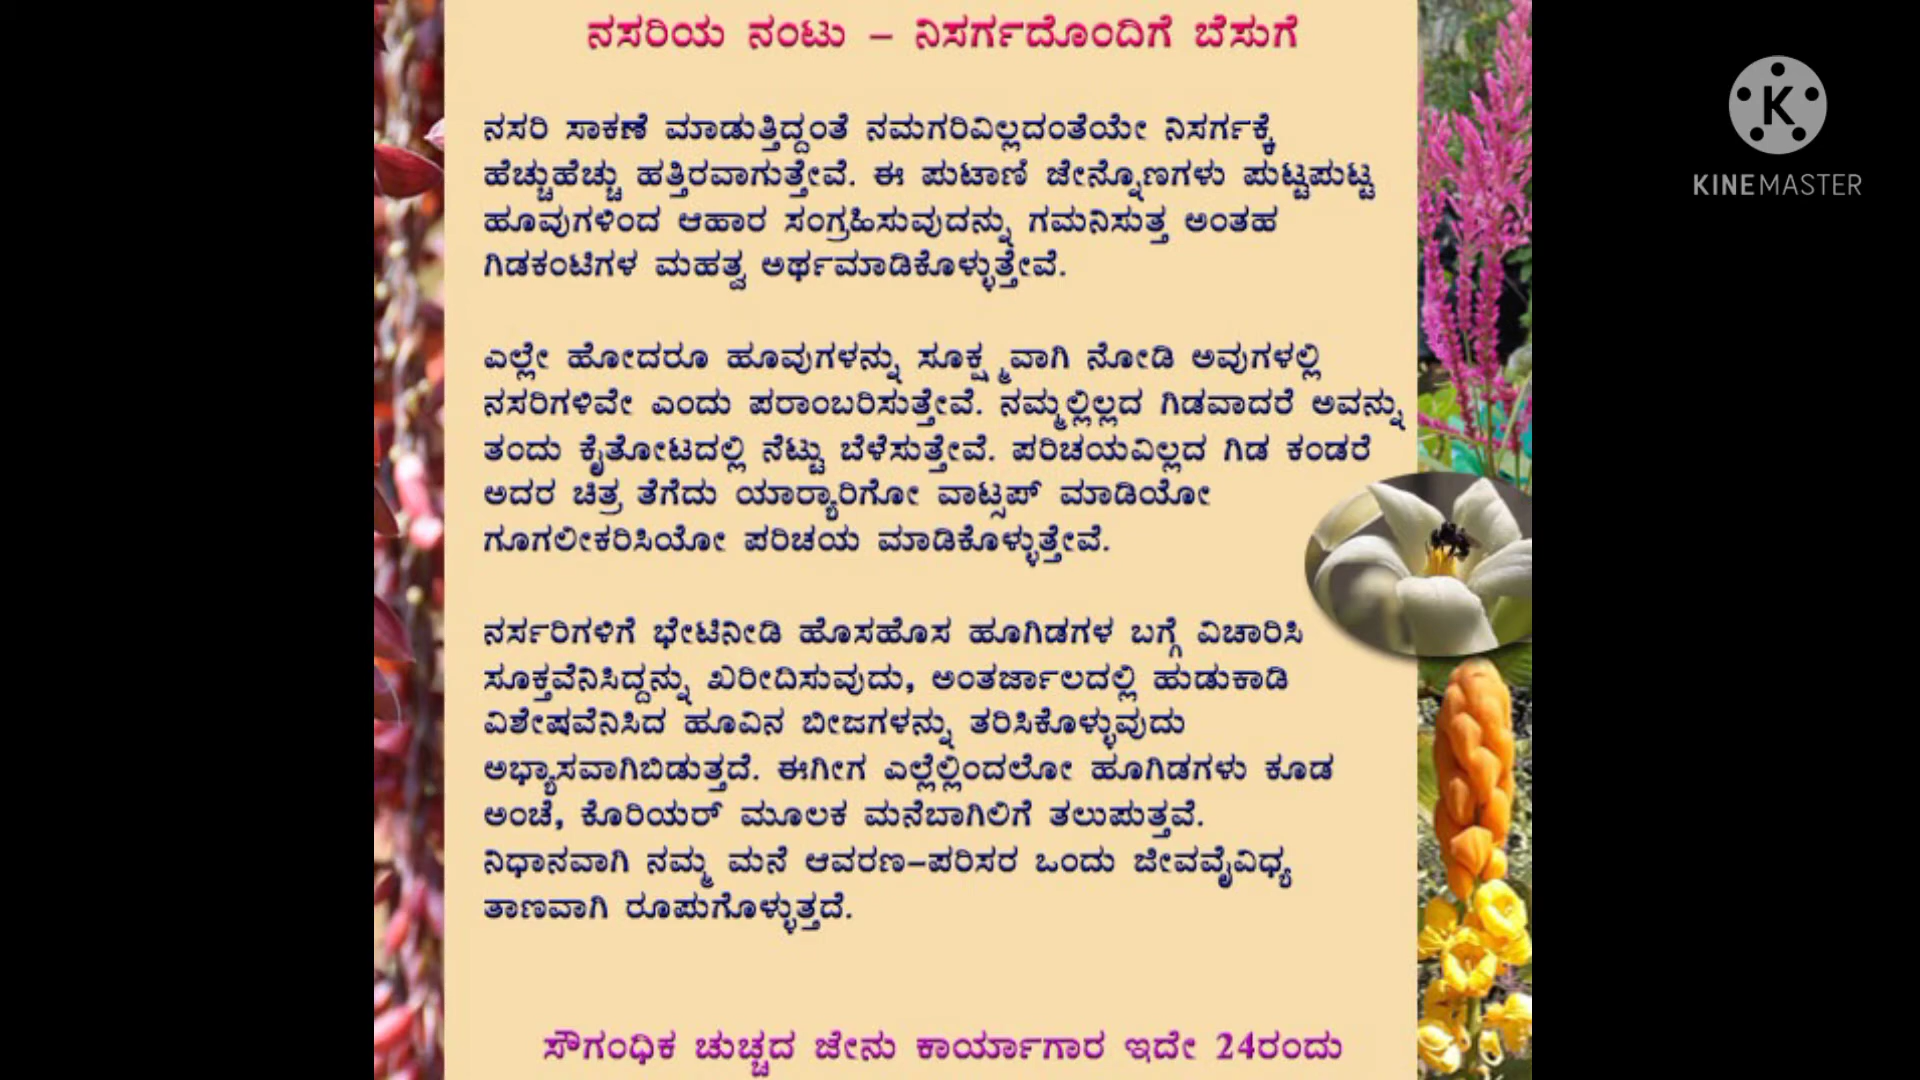 ನಸರಿಯ ನಂಟು – ನಿಸರ್ಗದೊಂದಿಗೆ ಬೆಸುಗೆ
ನಸರಿ ಸಾಕಣೆ ಮಾಡುತ್ತಿದ್ದಂತೆ ನಮಗರಿವಿಲ್ಲದಂತೆಯೇ ನಿಸರ್ಗಕ್ಕೆ
ಹೆಚ್ಚುಹೆಚ್ಚು ಹತ್ತಿರವಾಗುತ್ತೇವೆ. ಈ ಪುಟಾಣಿ ಜೇನ್ನೊಣಗಳು ಪುಟ್ಟಪುಟ್ಟ
ಹೂವುಗಳಿಂದ ಆಹಾರ ಸಂಗ್ರಹಿಸುವುದನ್ನು ಗಮನಿಸುತ್ತ ಅಂತಹ
ಗಿಡಕಂಟಿಗಳ ಮಹತ್ವ ಅರ್ಥಮಾಡಿಕೊಳ್ಳುತ್ತೇವೆ.
ಎಲ್ಲೇ ಹೋದರೂ ಹೂವುಗಳನ್ನು ಸೂಕ್ಷ್ಮವಾಗಿ ನೋಡಿ ಅವುಗಳಲ್ಲಿ
ನಸರಿಗಳಿವೇ ಎಂದು ಪರಾಂಬರಿಸುತ್ತೇವೆ. ನಮ್ಮಲ್ಲಿಲ್ಲದ ಗಿಡವಾದರೆ ಅವನ್ನು
ತಂದು ಕೈತೋಟದಲ್ಲಿ ನೆಟ್ಟು ಬೆಳೆಸುತ್ತೇವೆ. ಪರಿಚಯವಿಲ್ಲದ ಗಿಡ ಕಂಡರೆ
ಅದರ ಚಿತ್ರ ತೆಗೆದು ಯಾರ‍್ಯಾರಿಗೋ ವಾಟ್ಸಪ್ ಮಾಡಿಯೋ
ಗೂಗಲೀಕರಿಸಿಯೋ ಪರಿಚಯ ಮಾಡಿಕೊಳ್ಳುತ್ತೇವೆ.
ನರ್ಸರಿಗಳಿಗೆ ಭೇಟಿನೀಡಿ ಹೊಸಹೊಸ ಹೂಗಿಡಗಳ ಬಗ್ಗೆ ವಿಚಾರಿಸಿ
ಸೂಕ್ತವೆನಿಸಿದ್ದನ್ನು ಖರೀದಿಸುವುದು, ಅಂತರ್ಜಾಲದಲ್ಲಿ ಹುಡುಕಾಡಿ
ವಿಶೇಷವೆನಿಸಿದ ಹೂವಿನ ಬೀಜಗಳನ್ನು ತರಿಸಿಕೊಳ್ಳುವುದು
ಅಭ್ಯಾಸವಾಗಿಬಿಡುತ್ತದೆ. ಈಗೀಗ ಎಲ್ಲೆಲ್ಲಿಂದಲೋ ಹೂಗಿಡಗಳು ಕೂಡ
ಅಂಚೆ, ಕೊರಿಯರ್ ಮೂಲಕ ಮನೆಬಾಗಿಲಿಗೆ ತಲುಪುತ್ತವೆ.
ನಿಧಾನವಾಗಿ ನಮ್ಮ ಮನೆ ಆವರಣ–ಪರಿಸರ ಒಂದು ಜೀವವೈವಿಧ್ಯ
ತಾಣವಾಗಿ ರೂಪುಗೊಳ್ಳುತ್ತದೆ.
ಸೌಗಂಧಿಕ ಚುಚ್ಚದ ಜೇನು ಕಾರ್ಯಾಗಾರ ಇದೇ 24ರಂದು
K
KINEMASTER